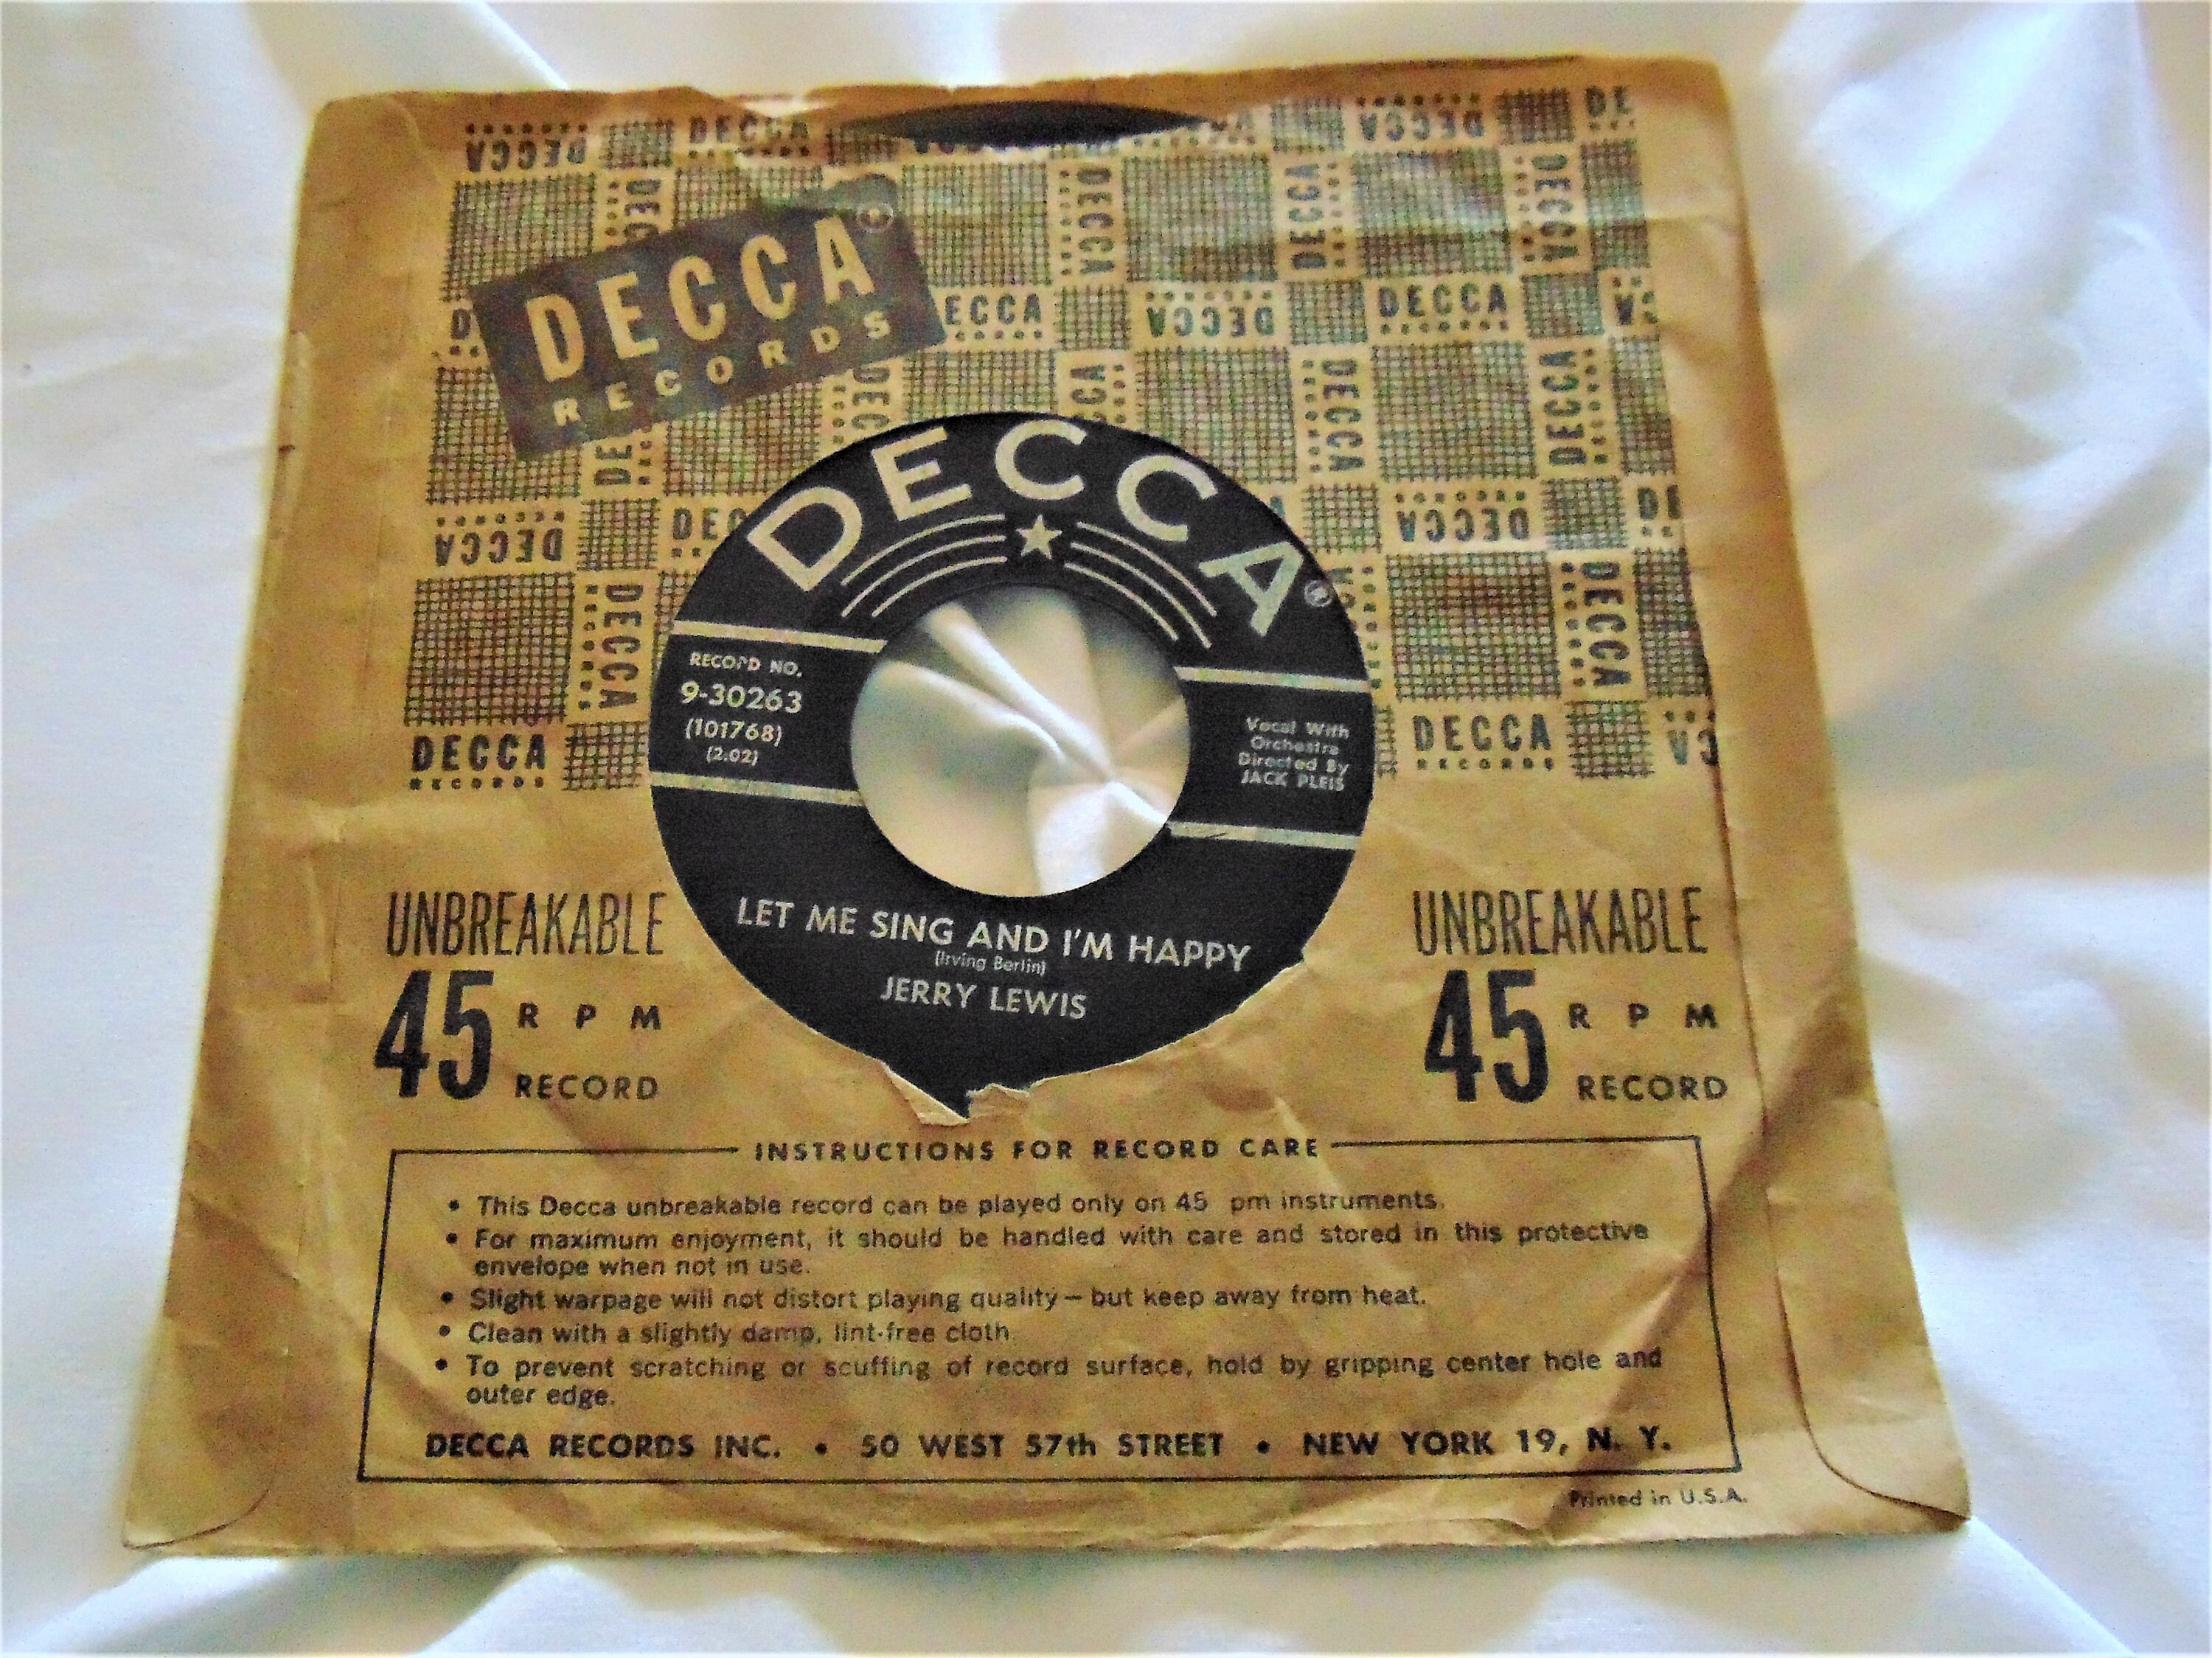 DECCA
RECORDS
DECCA
RECORD NO.
9-30263
(101768)
(2:02)
Vocal With
Orchestra
Directed By
JACK PLEIS
LET ME SING AND I'M HAPPY
(Irving Berlin)
JERRY LEWIS
DECCA
RECORDS
DECCA
RECORDS
UNBREAKABLE
45 RPM
RECORD
UNBREAKABLE
45 RPM
RECORD
INSTRUCTIONS FOR RECORD CARE
• This Decca unbreakable record can be played only on 45 pm instruments.
• For maximum enjoyment, it should be handled with care and stored in this protective
envelope when not in use.
• Slight warpage will not distort playing quality – but keep away from heat.
• Clean with a slightly damp, lint-free cloth
• To prevent scratching or scuffing of record surface, hold by gripping center hole and
outer edge.
DECCA RECORDS INC. • 50 WEST 57th STREET • NEW YORK 19, N. Y.
Printed in U.S.A.